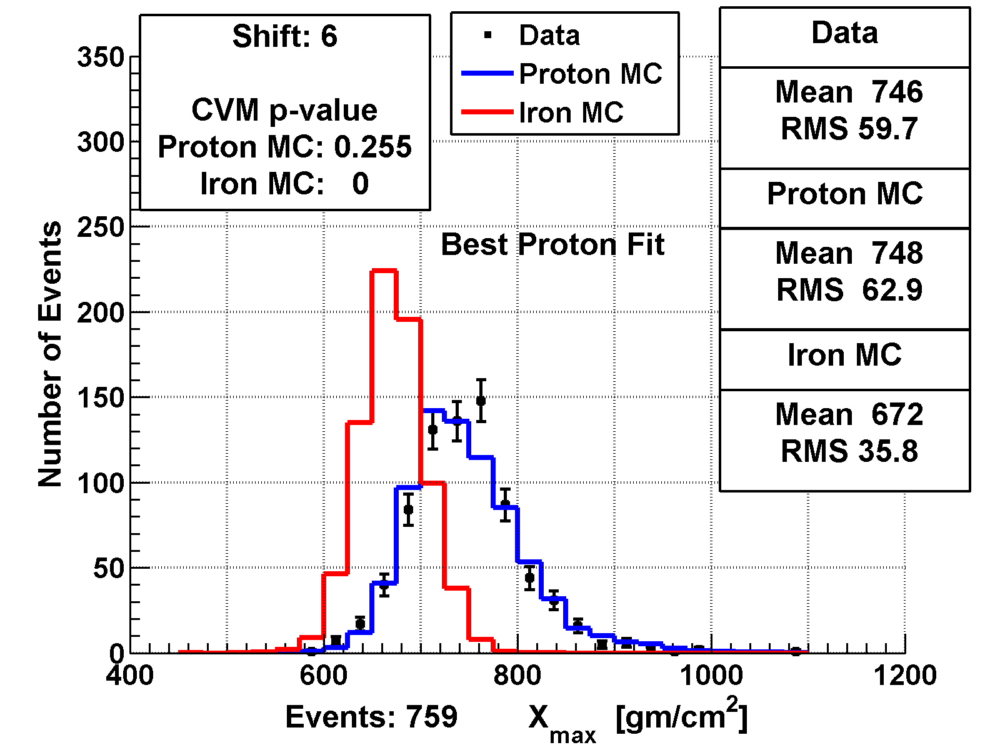 Shift: 6
CVM p-value
Proton MC: 0.255
Iron MC: 0
Data
Proton MC
Iron MC
Data
Mean 746
RMS 59.7
Proton MC
Mean 748
RMS 62.9
Iron MC
Mean 672
RMS 35.8
Best Proton Fit
Number of Events
350
300
250
200
150
100
50
0
400 600 800 1000 1200
Events: 759 Xmax [gm/cm²]